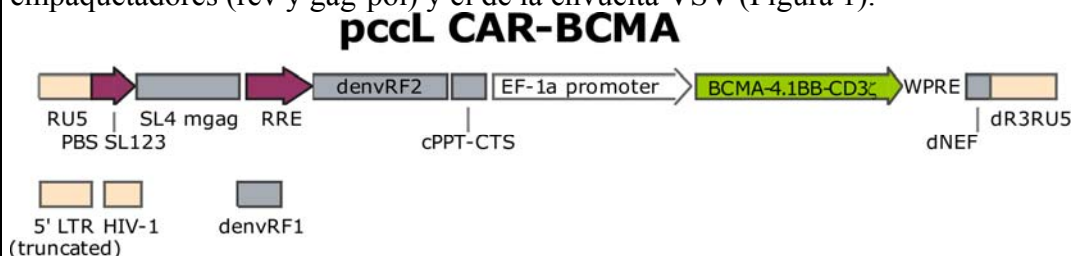 empaquetadores (rev y gag-pol) y el de la envuelta VSV (Figura 1).
pccL CAR-BCMA
denvRF2 EF-1a promoter BCMA-4.1BB-CD3ζ WPRE
RU5 SL4 mgag RRE dR3RU5
PBS SL123 cPPT-CTS dNEF
5' LTR HIV-1 denvRF1
(truncated)